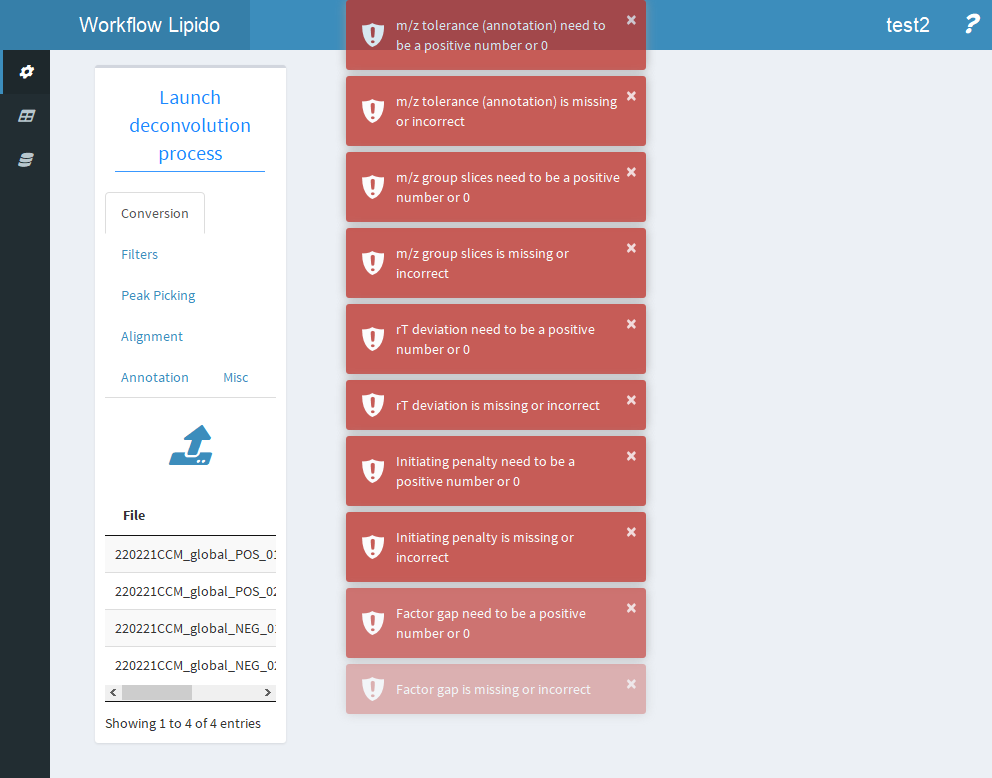 Workflow Lipido
test2
?
Launch
deconvolution
process
Conversion
Filters
Peak Picking
Alignment
Annotation Misc
File
220221CCM_global_POS_01
220221CCM_global_POS_02
220221CCM_global_NEG_0
220221CCM_global_NEG_0
Showing 1 to 4 of 4 entries
m/z tolerance (annotation) need to
be a positive number or 0
×
m/z tolerance (annotation) is missing
or incorrect
×
m/z group slices need to be a positive
number or 0
×
m/z group slices is missing or
incorrect
×
rT deviation need to be a positive
number or 0
×
rT deviation is missing or incorrect
×
Initiating penalty need to be a
positive number or 0
×
Initiating penalty is missing or
incorrect
×
Factor gap need to be a positive
number or 0
×
Factor gap is missing or incorrect
×